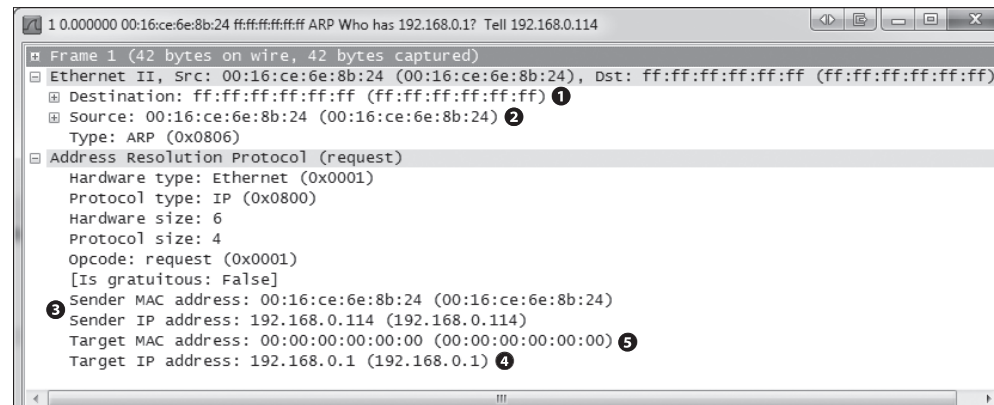 1 0.000000 00:16:ce:6e:8b:24 ff:ff:ff:ff:ff:ff ARP Who has 192.168.0.1? Tell 192.168.0.114
Frame 1 (42 bytes on wire, 42 bytes captured)
Ethernet II, Src: 00:16:ce:6e:8b:24 (00:16:ce:6e:8b:24), Dst: ff:ff:ff:ff:ff:ff (ff:ff:ff:ff:ff:ff)
Destination: ff:ff:ff:ff:ff:ff (ff:ff:ff:ff:ff:ff) ❶
Source: 00:16:ce:6e:8b:24 (00:16:ce:6e:8b:24) ❷
Type: ARP (0x0806)
Address Resolution Protocol (request)
Hardware type: Ethernet (0x0001)
Protocol type: IP (0x0800)
Hardware size: 6
Protocol size: 4
Opcode: request (0x0001)
[Is gratuitous: False]
❸ Sender MAC address: 00:16:ce:6e:8b:24 (00:16:ce:6e:8b:24)
Sender IP address: 192.168.0.114 (192.168.0.114)
Target MAC address: 00:00:00:00:00:00 (00:00:00:00:00:00) ❺
Target IP address: 192.168.0.1 (192.168.0.1) ❹